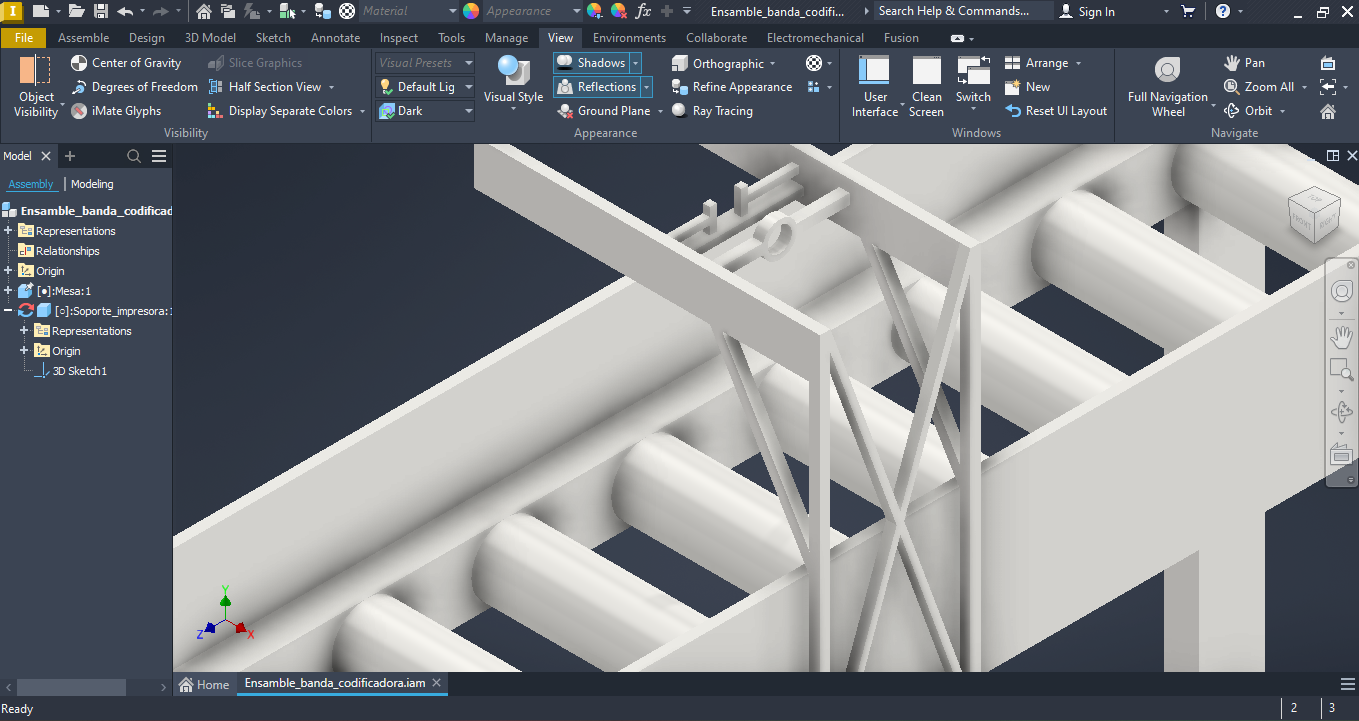 I Material Appearance fx Ensamble_banda_codifi... Search Help & Commands... Sign In ?
File Assemble Design 3D Model Sketch Annotate Inspect Tools Manage View Environments Collaborate Electromechanical Fusion
Object Visibility
Center of Gravity
Degrees of Freedom
iMate Glyphs
Slice Graphics
Half Section View
Display Separate Colors
Visibility
Visual Presets
Default Lig
Dark
Visual Style
Shadows
Reflections
Ground Plane
Orthographic
Refine Appearance
Ray Tracing
Appearance
User Interface
Clean Screen
Switch
Arrange
New
Reset UI Layout
Windows
Full Navigation Wheel
Pan
Zoom All
Orbit
Navigate
Model
Assembly | Modeling
Ensamble_banda_codificad
Representations
Relationships
Origin
[●]:Mesa:1
[○]:Soporte_impresora:1
Representations
Origin
3D Sketch1
TOP
FRONT
RIGHT
Y
Z
X
Home
Ensamble_banda_codificadora.iam
Ready
2
3